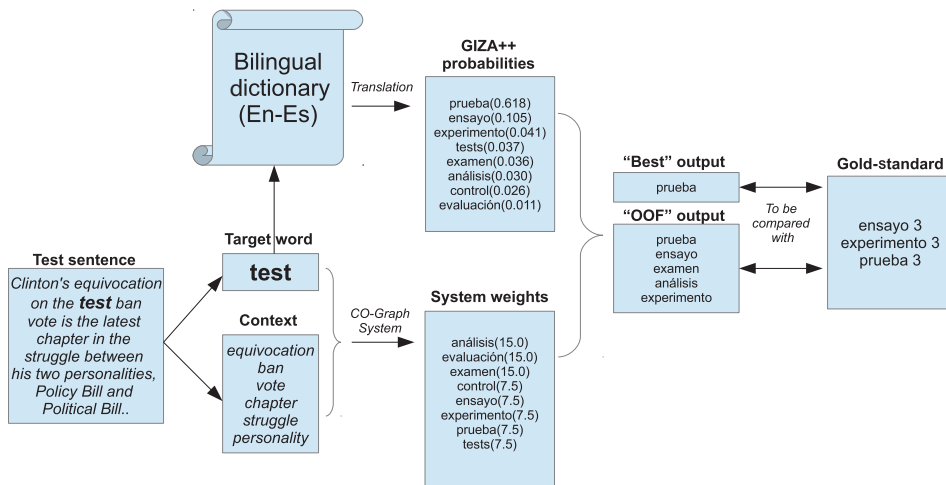 Bilingual
dictionary
(En-Es)
Translation
GIZA++
probabilities
prueba(0.618)
ensayo(0.105)
experimento(0.041)
tests(0.037)
examen(0.036)
análisis(0.030)
control(0.026)
evaluación(0.011)
Test sentence
Clinton's equivocation
on the test ban
vote is the latest
chapter in the
struggle between
his two personalities,
Policy Bill and
Political Bill..
Target word
test
Context
equivocation
ban
vote
chapter
struggle
personality
CO-Graph
System
System weights
análisis(15.0)
evaluación(15.0)
examen(15.0)
control(7.5)
ensayo(7.5)
experimento(7.5)
prueba(7.5)
tests(7.5)
“Best” output
prueba
“OOF” output
prueba
ensayo
examen
análisis
experimento
To be
compared
with
Gold-standard
ensayo 3
experimento 3
prueba 3